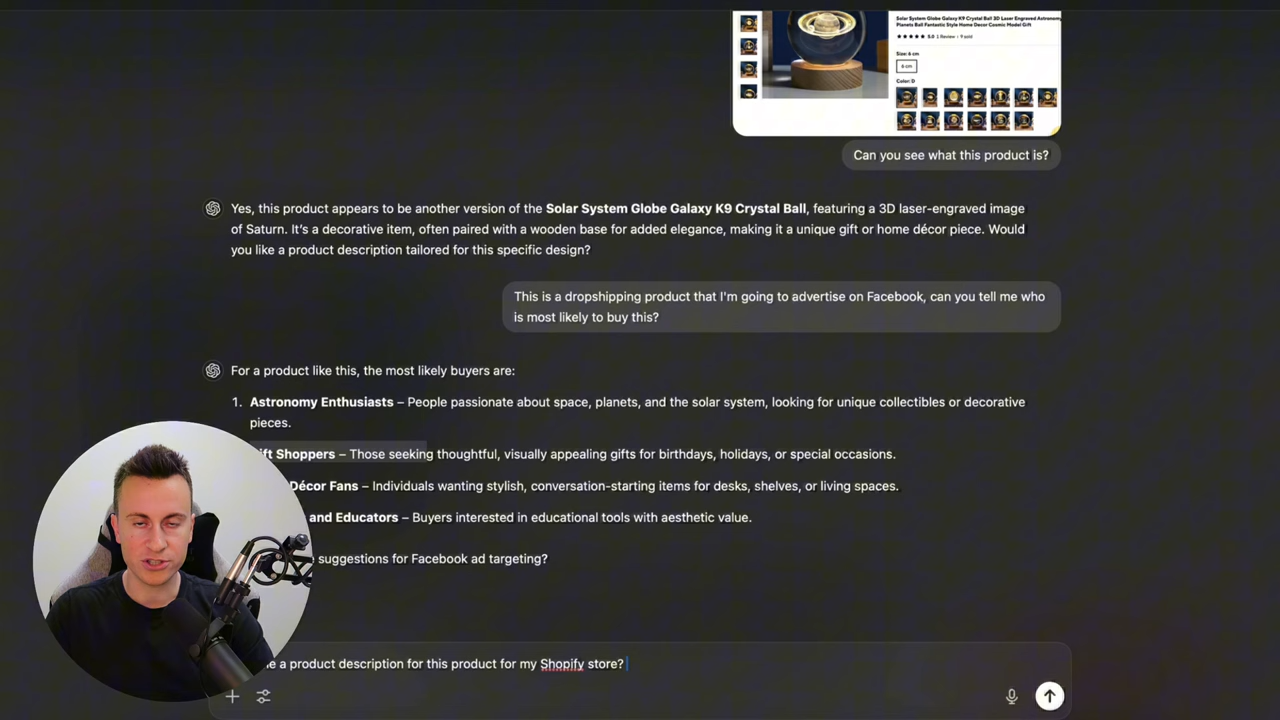 Solar System Globe Galaxy K9 Crystal Ball 3D Laser Engraved Astronomy
Planets Ball Fantastic Style Home Decor Cosmic Model Gift
5.0 1 Review | 9 sold
Size: 6 cm
6 cm
Color: D
Can you see what this product is?
Yes, this product appears to be another version of the Solar System Globe Galaxy K9 Crystal Ball, featuring a 3D laser-engraved image
of Saturn. It's a decorative item, often paired with a wooden base for added elegance, making it a unique gift or home décor piece. Would
you like a product description tailored for this specific design?
This is a dropshipping product that I'm going to advertise on Facebook, can you tell me who
is most likely to buy this?
For a product like this, the most likely buyers are:
1. Astronomy Enthusiasts – People passionate about space, planets, and the solar system, looking for unique collectibles or decorative
pieces.
Shoppers – Those seeking thoughtful, visually appealing gifts for birthdays, holidays, or special occasions.
Décor Fans – Individuals wanting stylish, conversation-starting items for desks, shelves, or living spaces.
and Educators – Buyers interested in educational tools with aesthetic value.
suggestions for Facebook ad targeting?
a product description for this product for my Shopify store?